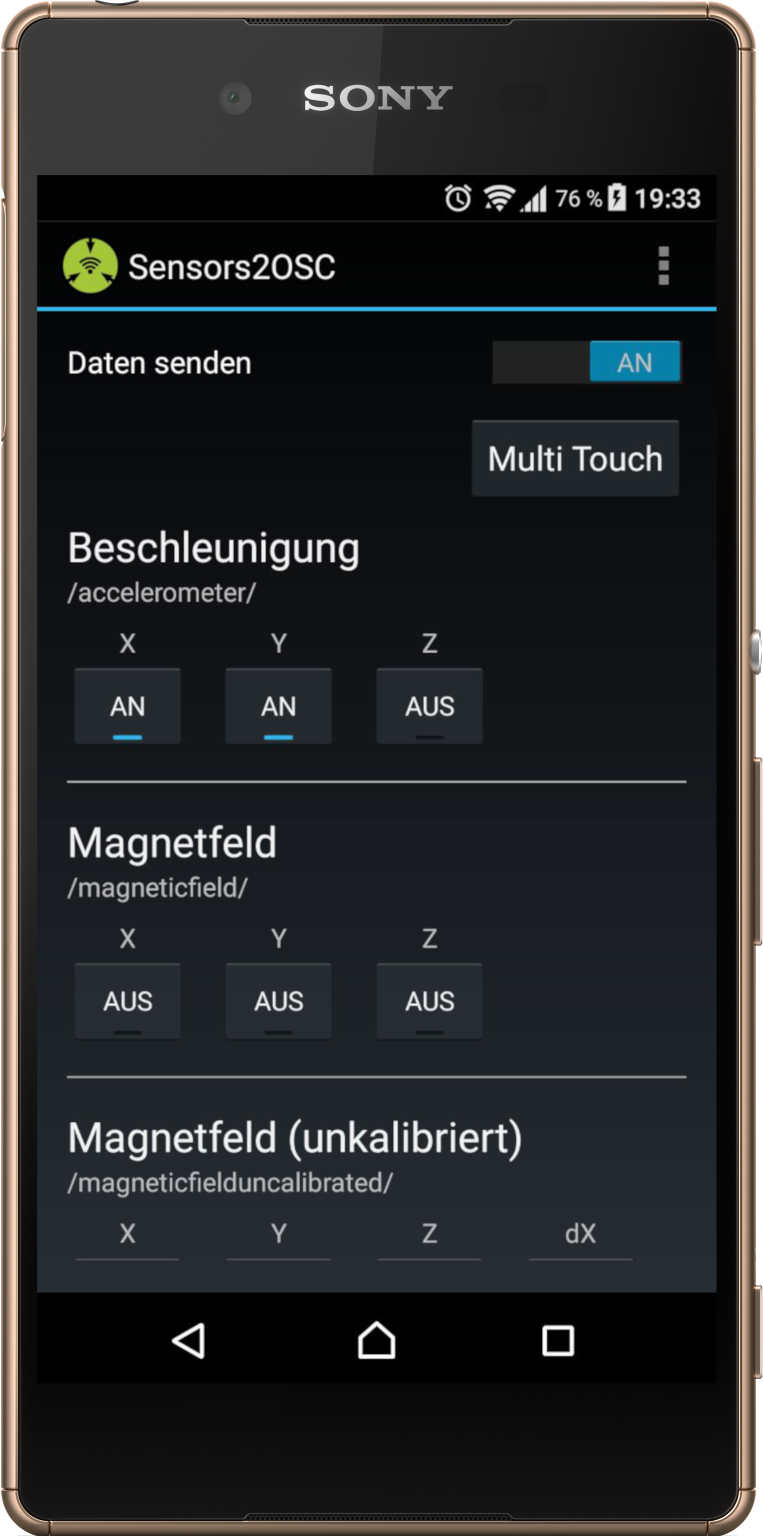 SONY
76 % 19:33
Sensors2OSC
Daten senden AN
Multi Touch
Beschleunigung
/accelerometer/
X Y Z
AN AN AUS
Magnetfeld
/magneticfield/
X Y Z
AUS AUS AUS
Magnetfeld (unkalibriert)
/magneticfielduncalibrated/
X Y Z dX